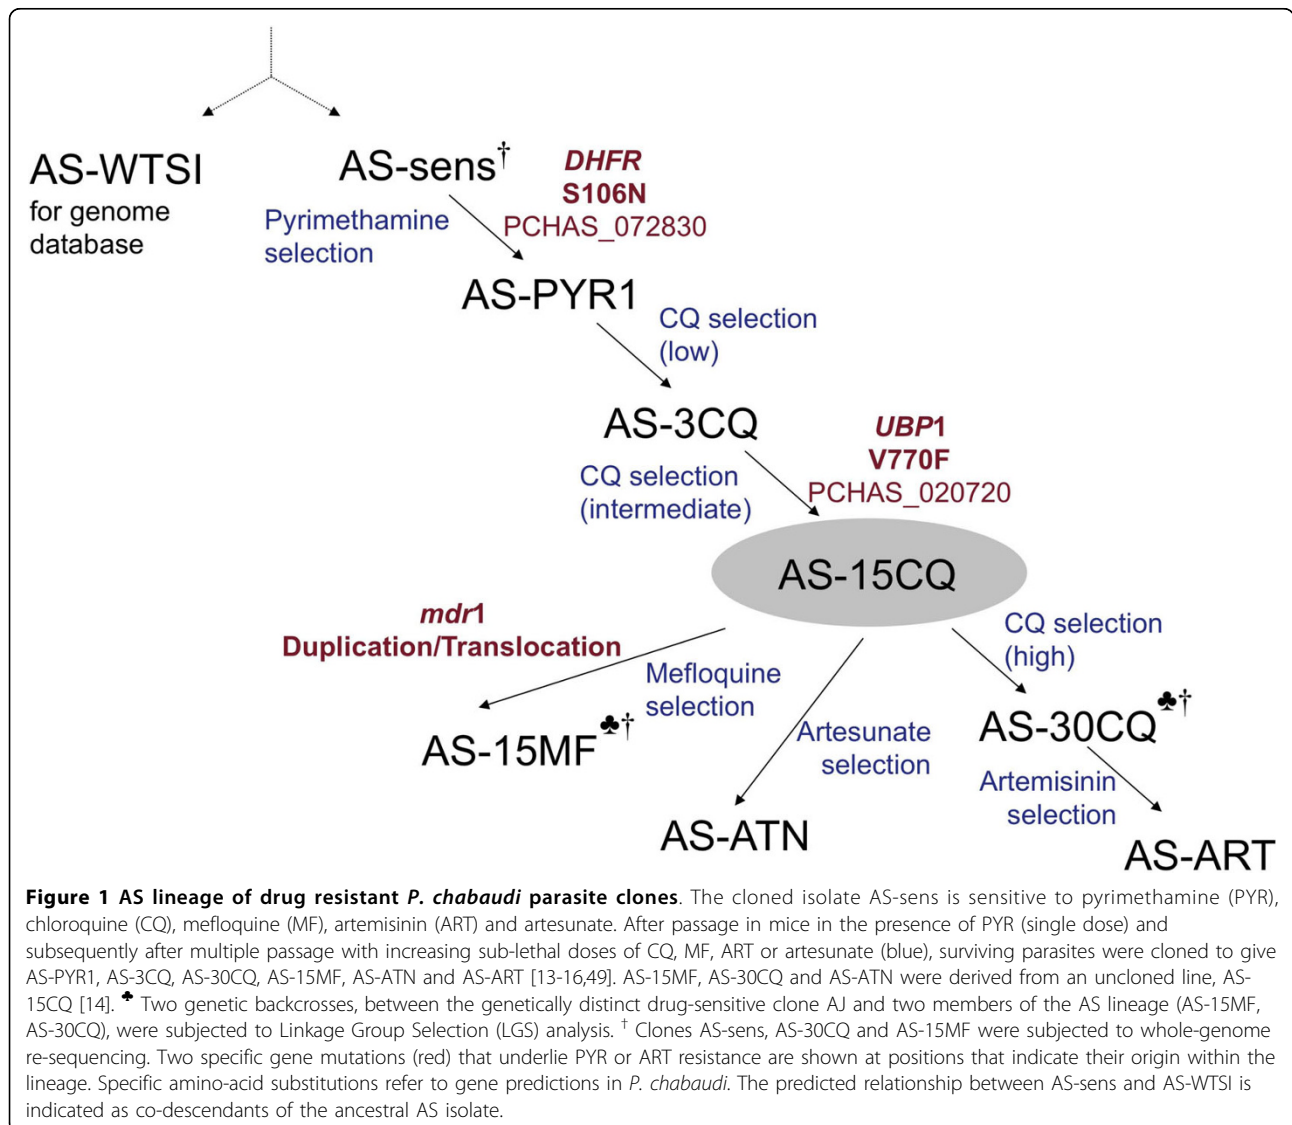 AS-WTSI
for genome
database
AS-sens†
DHFR
S106N
PCHAS_072830
Pyrimethamine
selection
AS-PYR1
CQ selection
(low)
AS-3CQ
UBP1
V770F
PCHAS_020720
CQ selection
(intermediate)
AS-15CQ
mdr1
Duplication/Translocation
Mefloquine
selection
AS-15MF♣†
CQ selection
(high)
AS-30CQ♣†
Artesunate
selection
Artemisinin
selection
AS-ATN
AS-ART
Figure 1 AS lineage of drug resistant P. chabaudi parasite clones. The cloned isolate AS-sens is sensitive to pyrimethamine (PYR),
chloroquine (CQ), mefloquine (MF), artemisinin (ART) and artesunate. After passage in mice in the presence of PYR (single dose) and
subsequently after multiple passage with increasing sub-lethal doses of CQ, MF, ART or artesunate (blue), surviving parasites were cloned to give
AS-PYR1, AS-3CQ, AS-30CQ, AS-15MF, AS-ATN and AS-ART [13-16,49]. AS-15MF, AS-30CQ and AS-ATN were derived from an uncloned line, AS-
15CQ [14]. ♣ Two genetic backcrosses, between the genetically distinct drug-sensitive clone AJ and two members of the AS lineage (AS-15MF,
AS-30CQ), were subjected to Linkage Group Selection (LGS) analysis. † Clones AS-sens, AS-30CQ and AS-15MF were subjected to whole-genome
re-sequencing. Two specific gene mutations (red) that underlie PYR or ART resistance are shown at positions that indicate their origin within the
lineage. Specific amino-acid substitutions refer to gene predictions in P. chabaudi. The predicted relationship between AS-sens and AS-WTSI is
indicated as co-descendants of the ancestral AS isolate.